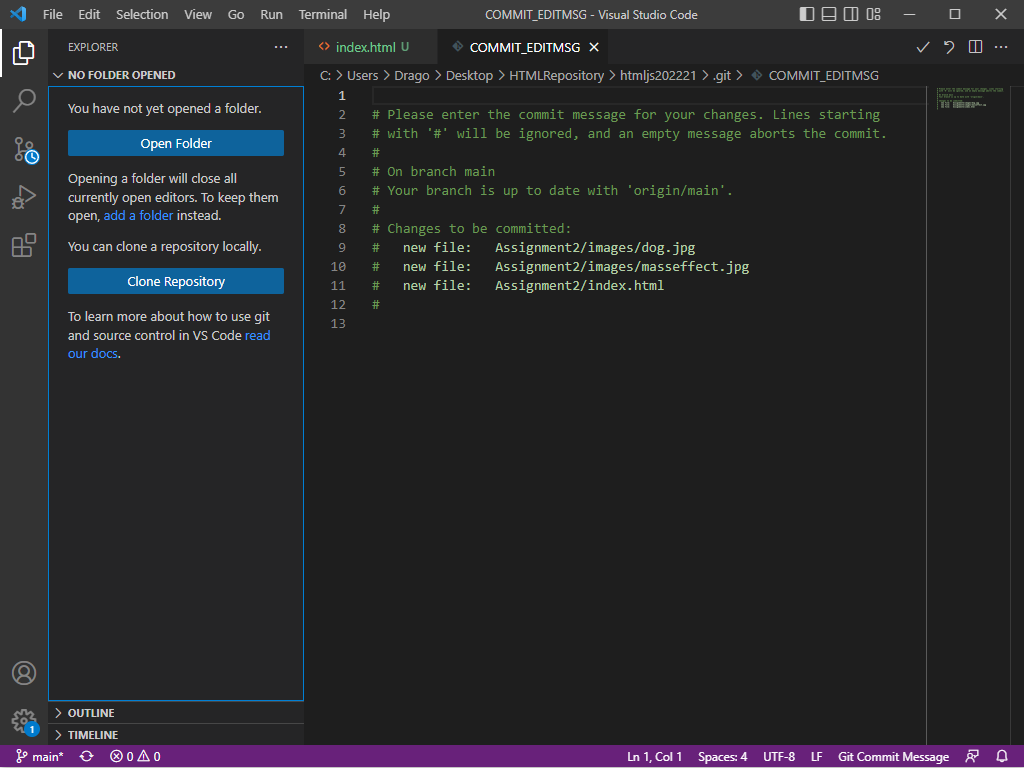 File Edit Selection View Go Run Terminal Help COMMIT_EDITMSG - Visual Studio Code
EXPLORER
index.html U
COMMIT_EDITMSG
NO FOLDER OPENED
C: > Users > Drago > Desktop > HTMLRepository > htmljs202221 > .git > COMMIT_EDITMSG
You have not yet opened a folder.
Open Folder
Opening a folder will close all
currently open editors. To keep them
open, add a folder instead.
You can clone a repository locally.
Clone Repository
To learn more about how to use git
and source control in VS Code read
our docs.
1
2 # Please enter the commit message for your changes. Lines starting
3 # with '#' will be ignored, and an empty message aborts the commit.
4 #
5 # On branch main
6 # Your branch is up to date with 'origin/main'.
7 #
8 # Changes to be committed:
9 # new file: Assignment2/images/dog.jpg
10 # new file: Assignment2/images/masseffect.jpg
11 # new file: Assignment2/index.html
12 #
13
OUTLINE
TIMELINE
1
main* 0 0 Ln 1, Col 1 Spaces: 4 UTF-8 LF Git Commit Message